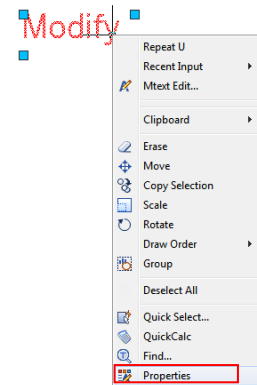 Modify
Repeat U
Recent Input
Mtext Edit...
Clipboard
Erase
Move
Copy Selection
Scale
Rotate
Draw Order
Group
Deselect All
Quick Select...
QuickCalc
Find...
Properties